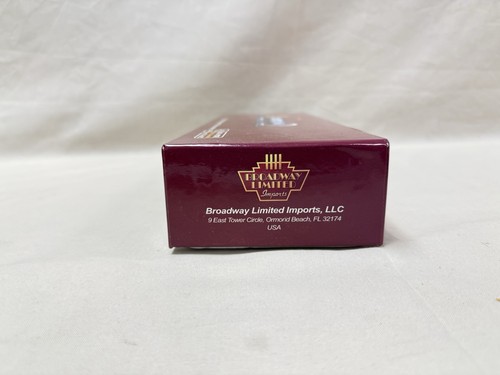 BROADWAY
LIMITED
Imports
Broadway Limited Imports, LLC
9 East Tower Circle, Ormond Beach, FL 32174
USA